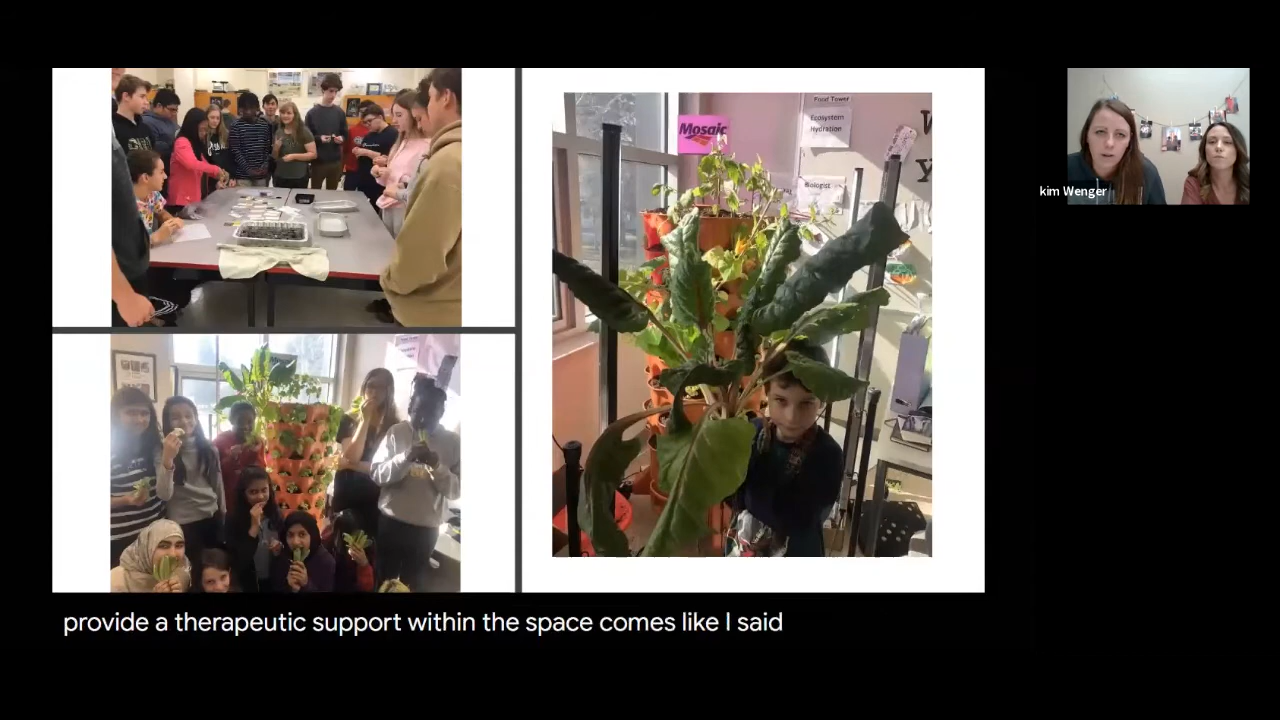 Mosaic
Food Tower
Ecosystem
Hydration
Biologist
W
Y
kim Wenger
provide a therapeutic support within the space comes like I said